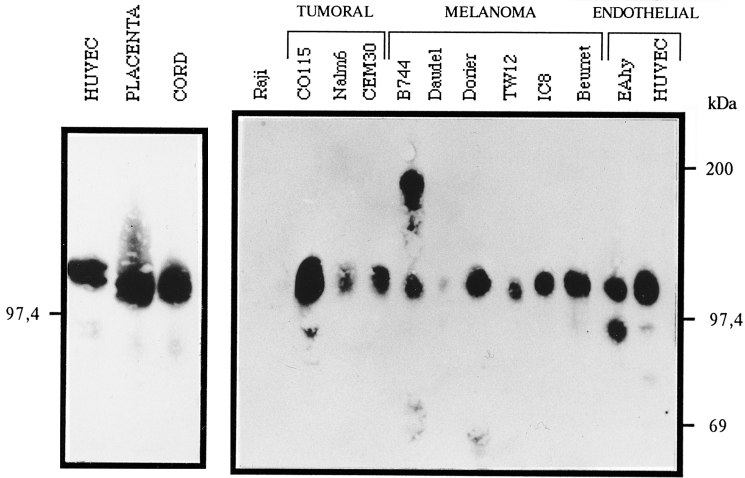 TUMORAL MELANOMA ENDOTHELIAL
HUVEC PLACENTA CORD Raji CO115 Nalm6 CEM30 B744 Daudel Dorier TW12 IC8 Beurret EAhy HUVEC
kDa
200
97,4 97,4
69